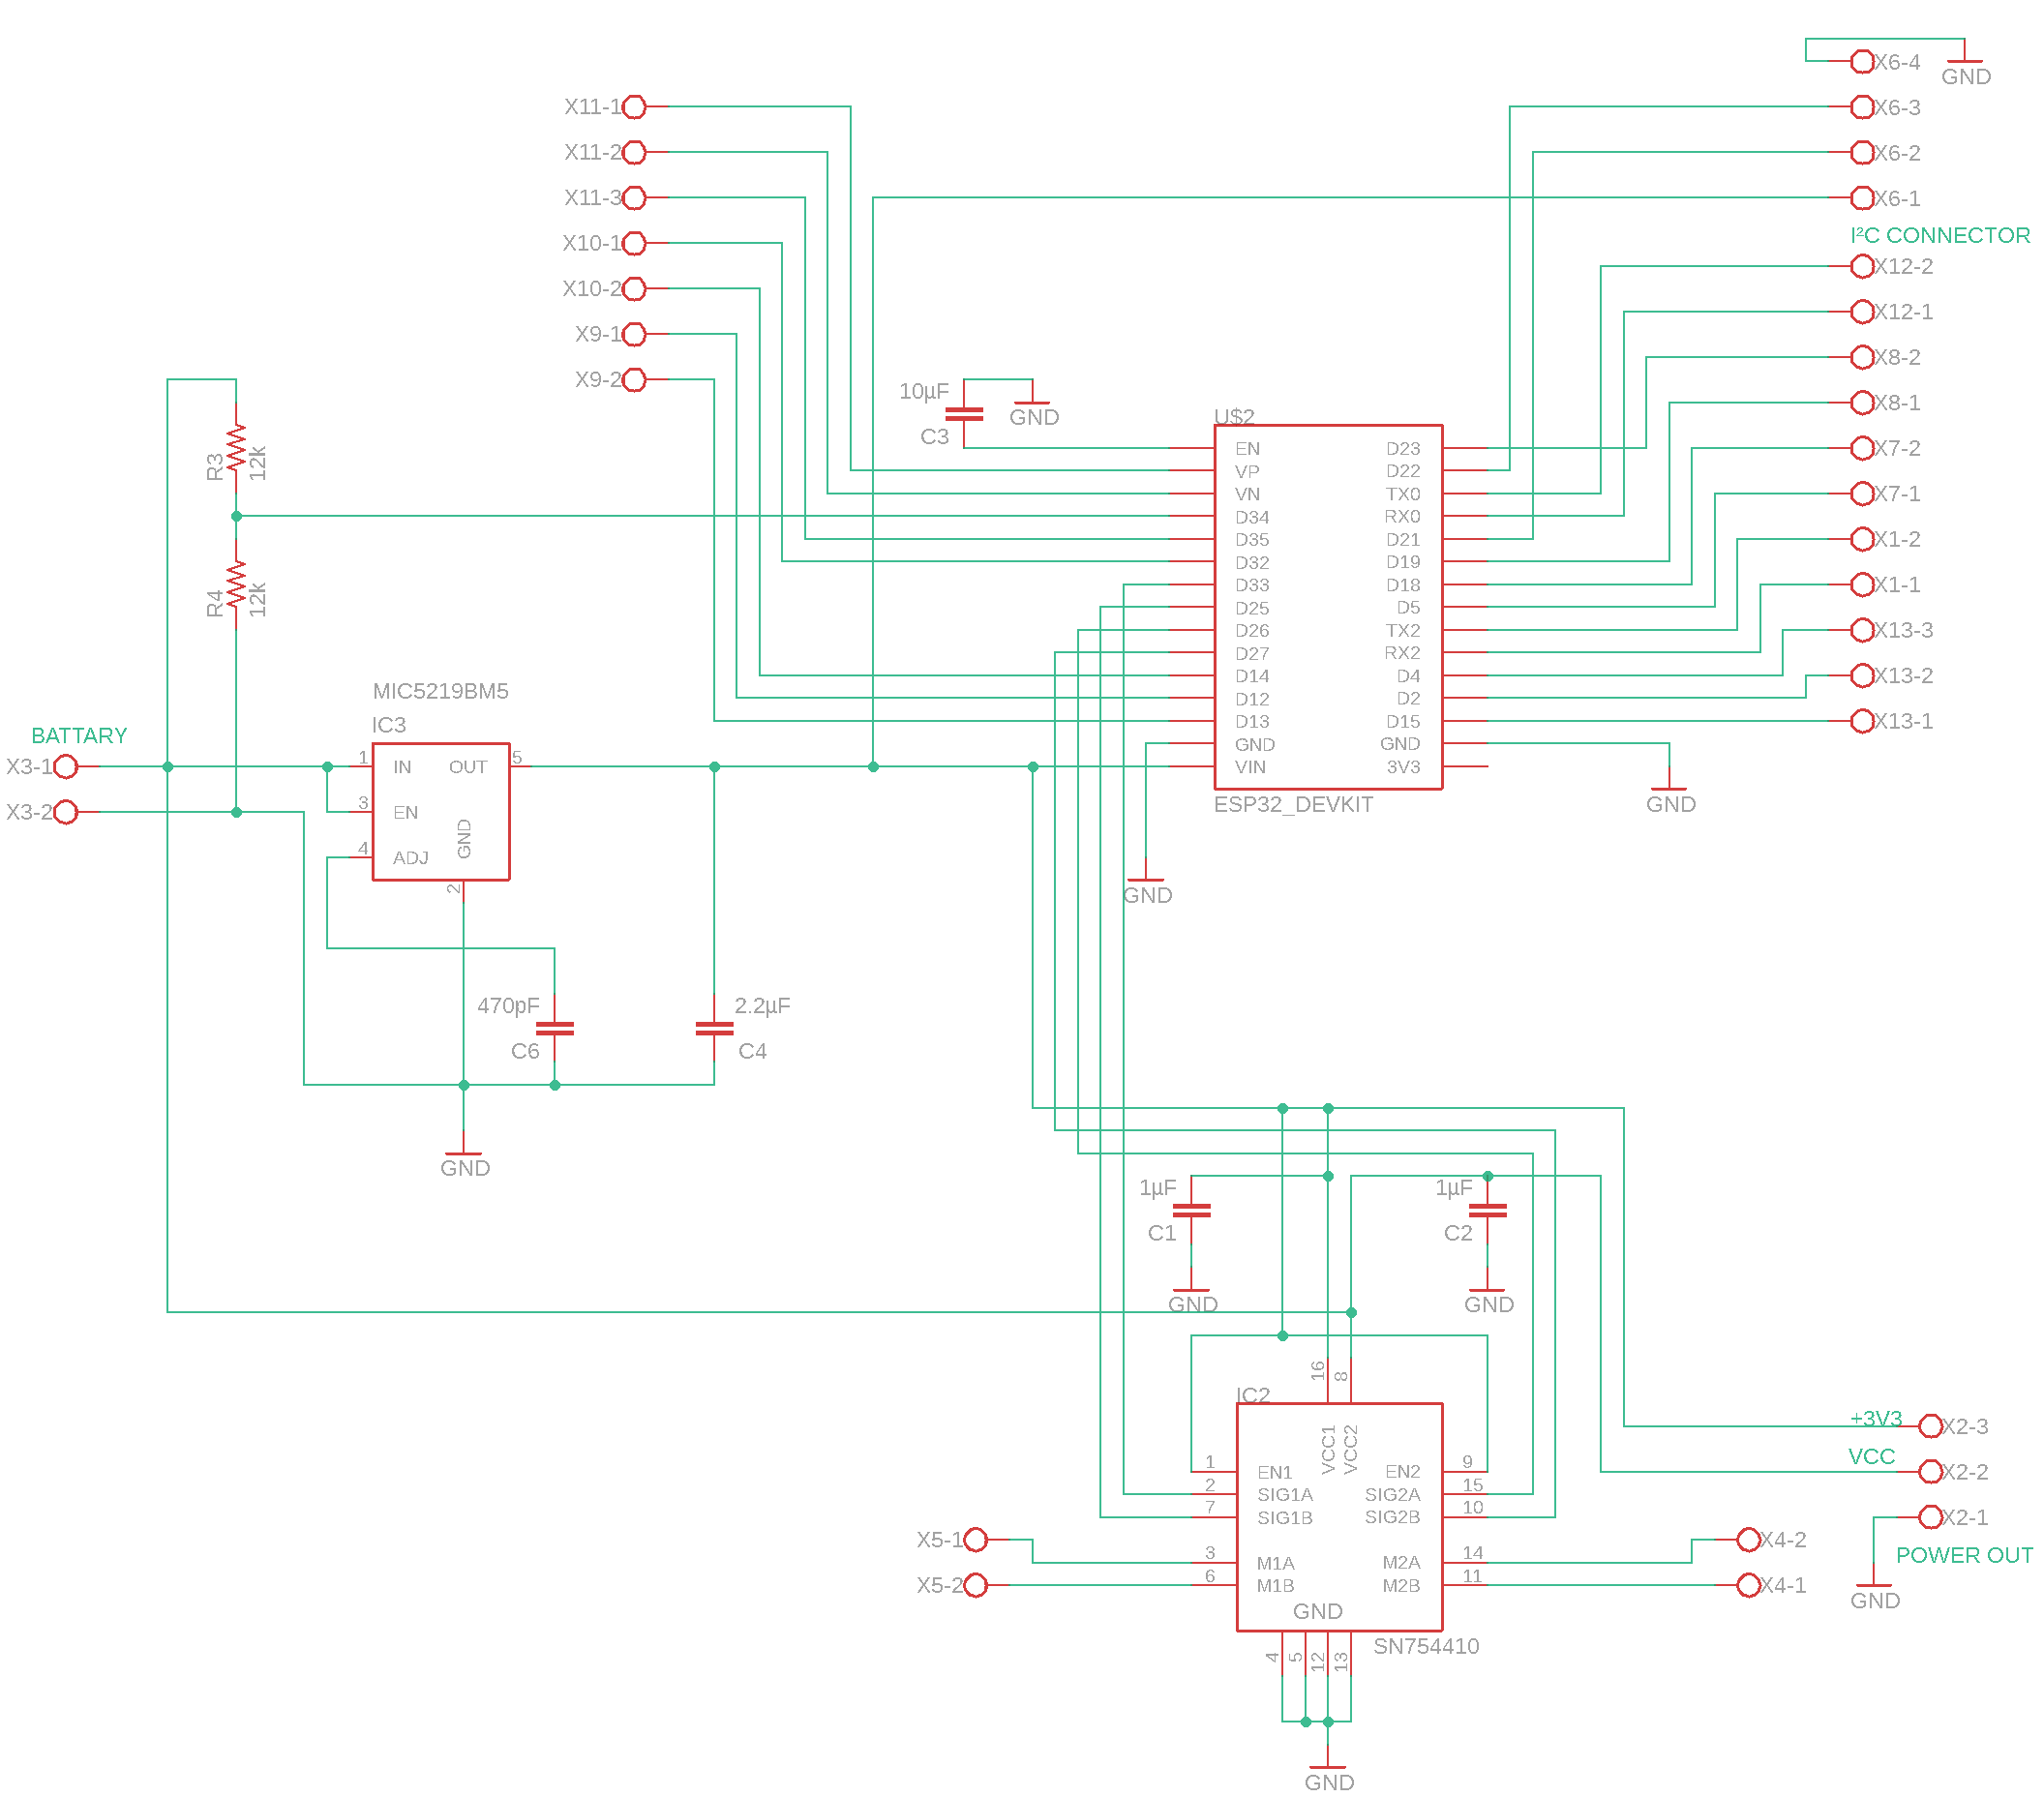 X6-4
GND
X11-1
X6-3
X11-2
X6-2
X11-3
X6-1
I²C CONNECTOR
X10-1
X12-2
X10-2
X12-1
X9-1
X8-2
X9-2
10µF
C3
GND
X8-1
R3
12k
R4
12k
U$2
EN
VP
VN
D34
D35
D32
D33
D25
D26
D27
D14
D12
D13
GND
VIN
D23
D22
TX0
RX0
D21
D19
D18
D5
TX2
RX2
D4
D2
D15
GND
3V3
ESP32_DEVKIT
X7-2
X7-1
X1-2
X1-1
X13-3
X13-2
X13-1
GND
GND
MIC5219BM5
IC3
BATTARY
X3-1
X3-2
1
IN
OUT
5
3
EN
4
ADJ
GND
2
470pF
C6
2.2µF
C4
GND
1µF
C1
GND
1µF
C2
GND
IC2
16
8
VCC1
VCC2
1
EN1
2
SIG1A
7
SIG1B
3
M1A
6
M1B
EN2
9
SIG2A
15
SIG2B
10
M2A
14
M2B
11
GND
4
5
12
13
SN754410
GND
X5-1
X5-2
X4-2
X4-1
+3V3
X2-3
VCC
X2-2
X2-1
POWER OUT
GND